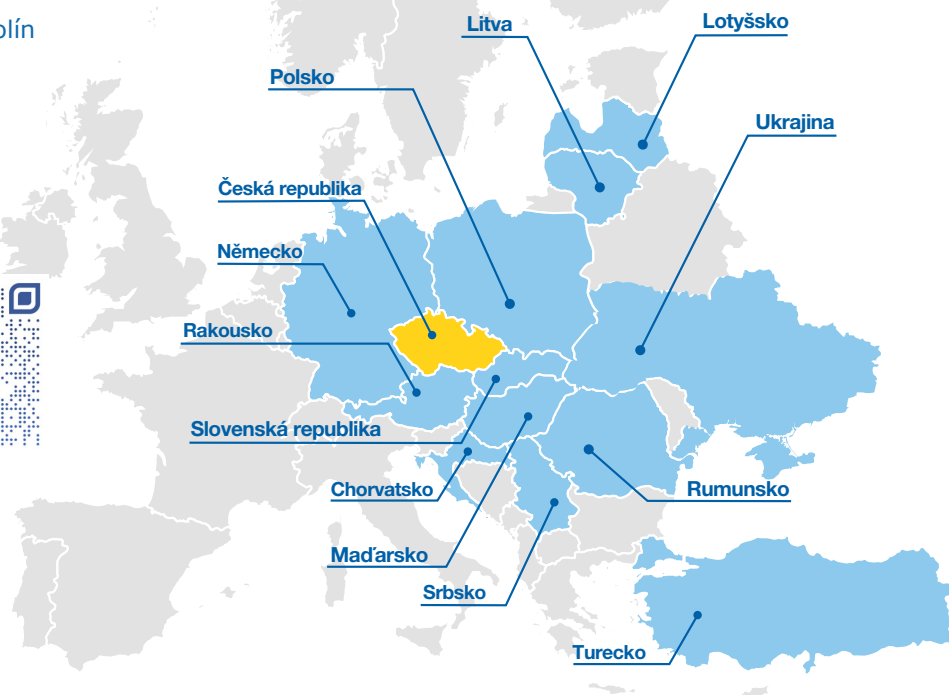 Litva
Lotyšsko
Polsko
Ukrajina
Česká republika
Německo
Rakousko
Slovenská republika
Chorvatsko
Rumunsko
Maďarsko
Srbsko
Turecko